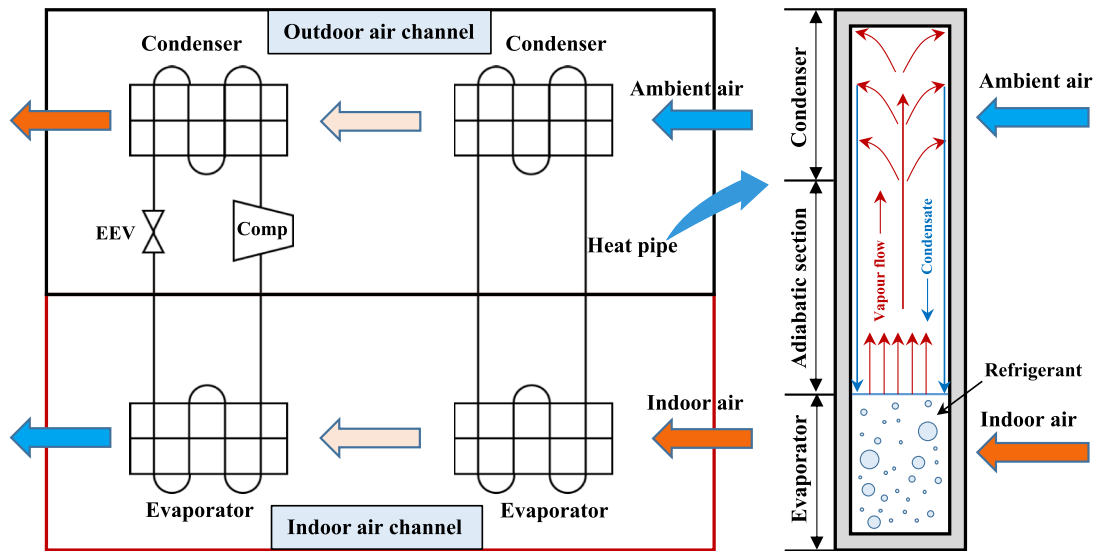 Outdoor air channel
Condenser
Condenser
Ambient air
EEV
Comp
Heat pipe
Indoor air
Evaporator
Evaporator
Indoor air channel
Condenser
Adiabatic section
Evaporator
Vapour flow
Condensate
Ambient air
Refrigerant
Indoor air